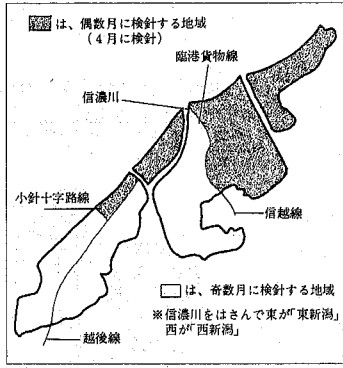 は、偶数月に検針する地域
(4月に検針)
臨港貨物線
信濃川
小針十字路線
信越線
は、奇数月に検針する地域
※信濃川をはさんで東が「東新潟」
西が「西新潟」
越後線